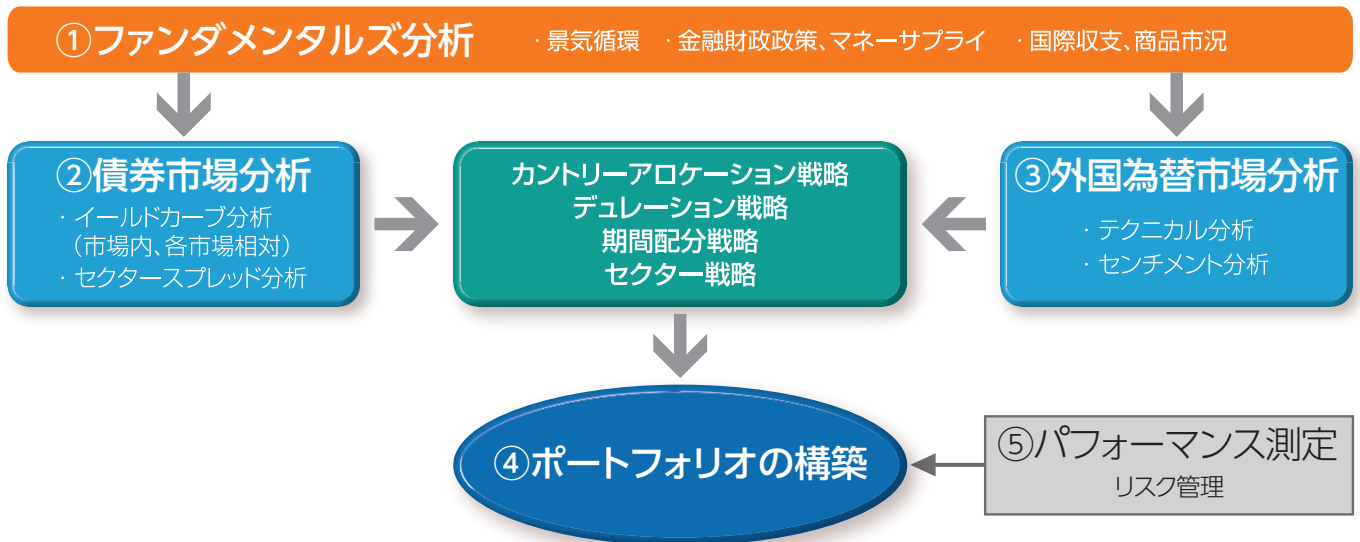 ①ファンダメンタルズ分析 ・景気循環 ・金融財政政策、マネーサプライ ・国際収支、商品市況
②債券市場分析
・イールドカーブ分析
（市場内、各市場相対）
・セクタースプレッド分析
カントリーアロケーション戦略
デュレーション戦略
期間配分戦略
セクター戦略
③外国為替市場分析
・テクニカル分析
・センチメント分析
④ポートフォリオの構築
⑤パフォーマンス測定
リスク管理